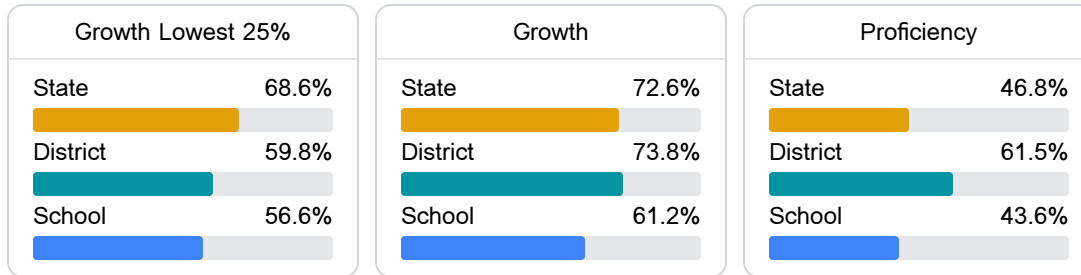 Growth Lowest 25%
State 68.6%
District 59.8%
School 56.6%
Growth
State 72.6%
District 73.8%
School 61.2%
Proficiency
State 46.8%
District 61.5%
School 43.6%